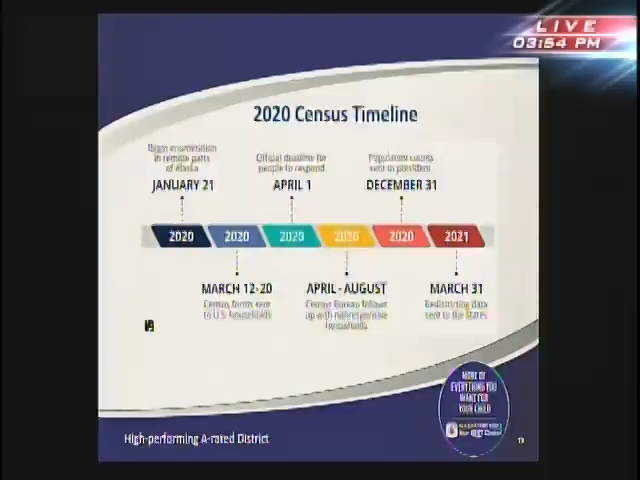 LIVE
03:54 PM
2020 Census Timeline
Begin enumeration
in remote parts
of Alaska
JANUARY 21
Official deadline for
people to respond
APRIL 1
Population counts
sent to president
DECEMBER 31
2020
2020
2020
2020
2020
2021
MARCH 12-20
Census forms sent
to U.S. households
APRIL - AUGUST
Census Bureau follows
up with nonresponsive
households
MARCH 31
Redistricting data
sent to the States
MORE OF
EVERYTHING YOU
WANT FOR
YOUR CHILD
High-performing A-rated District